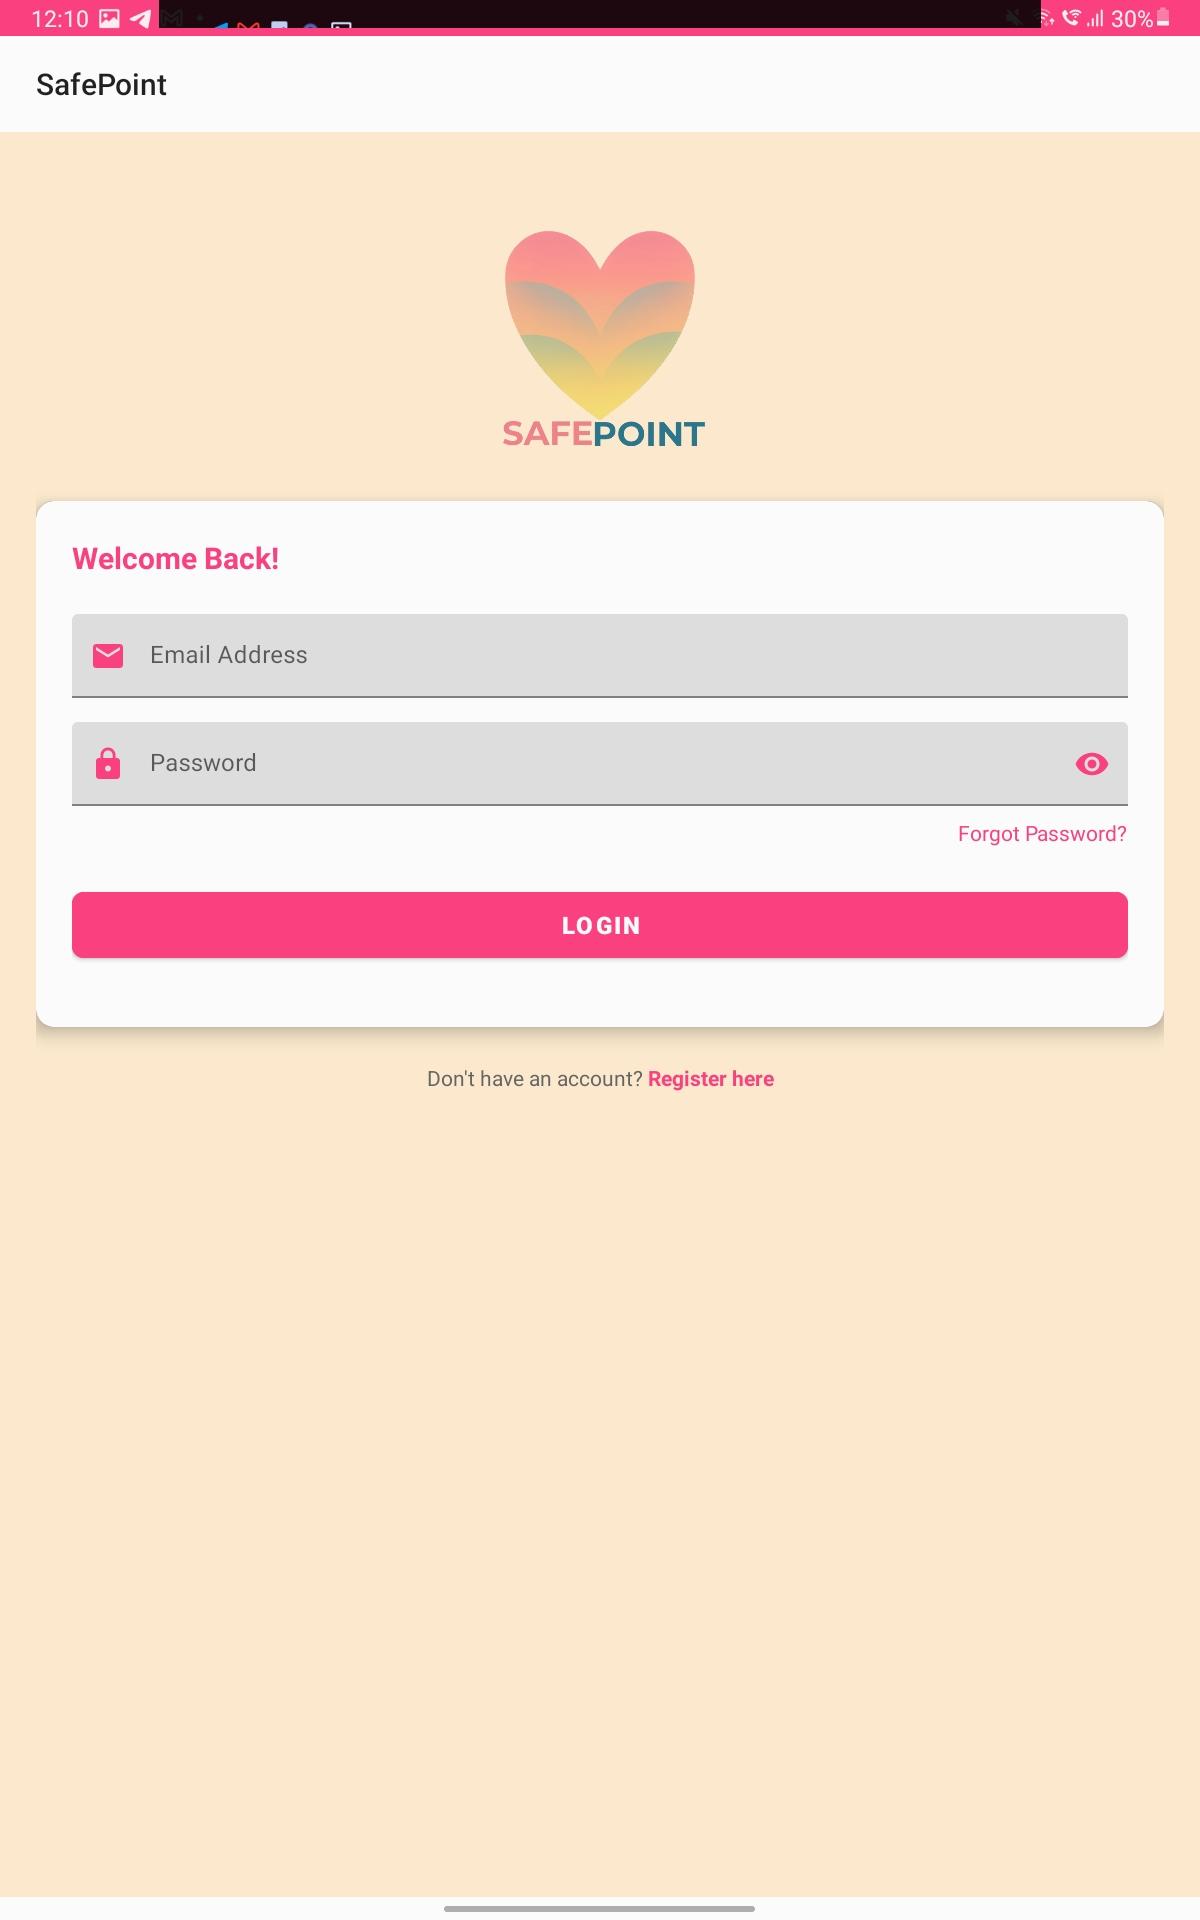 12:10 30%
SafePoint
SAFEPOINT
Welcome Back!
Email Address
Password
Forgot Password?
LOGIN
Don't have an account? Register here